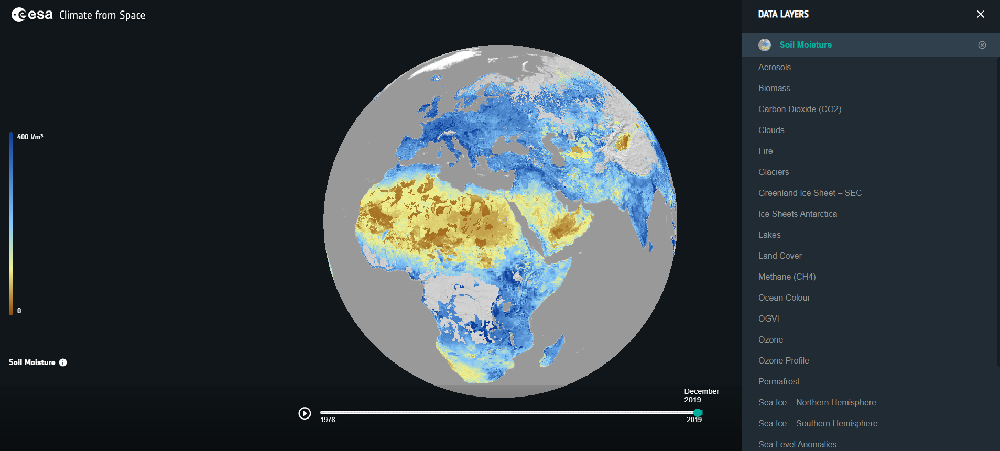 esa Climate from Space
DATA LAYERS
Soil Moisture
Aerosols
Biomass
Carbon Dioxide (CO2)
Clouds
Fire
Glaciers
Greenland Ice Sheet – SEC
Ice Sheets Antarctica
Lakes
Land Cover
Methane (CH4)
Ocean Colour
OGVI
Ozone
Ozone Profile
Permafrost
Sea Ice – Northern Hemisphere
Sea Ice – Southern Hemisphere
Sea Level Anomalies
400 l/m³
0
Soil Moisture
December
2019
1978
2019